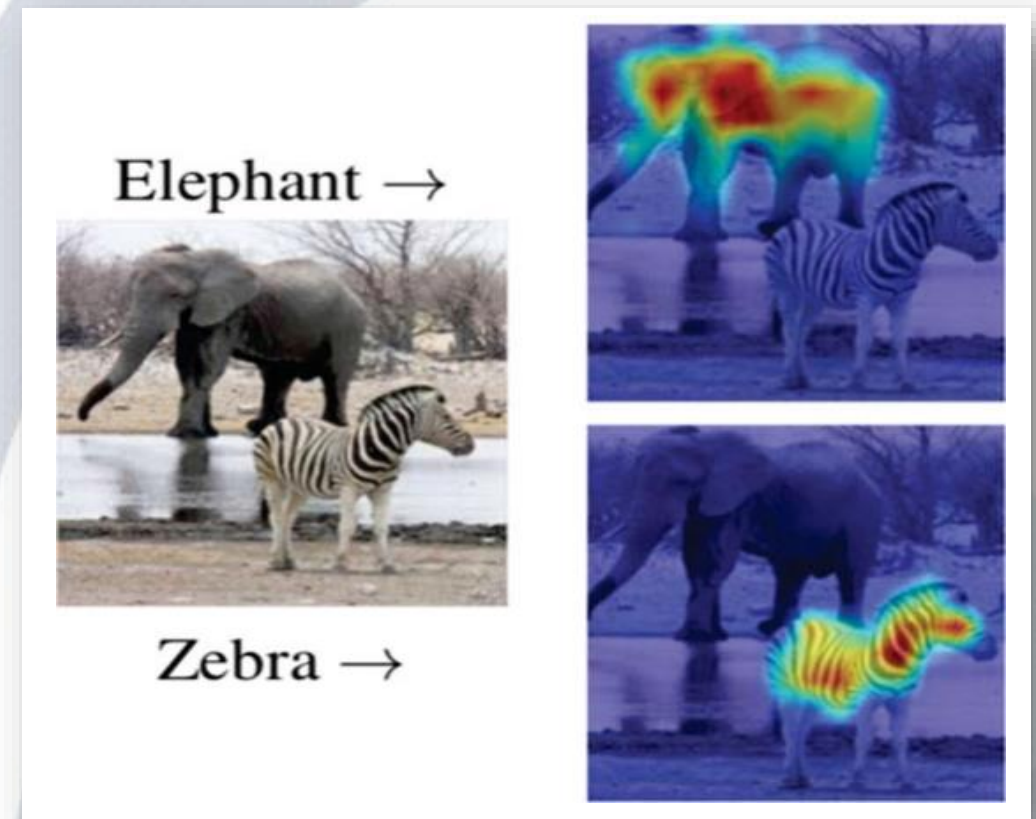 Elephant →
Zebra →